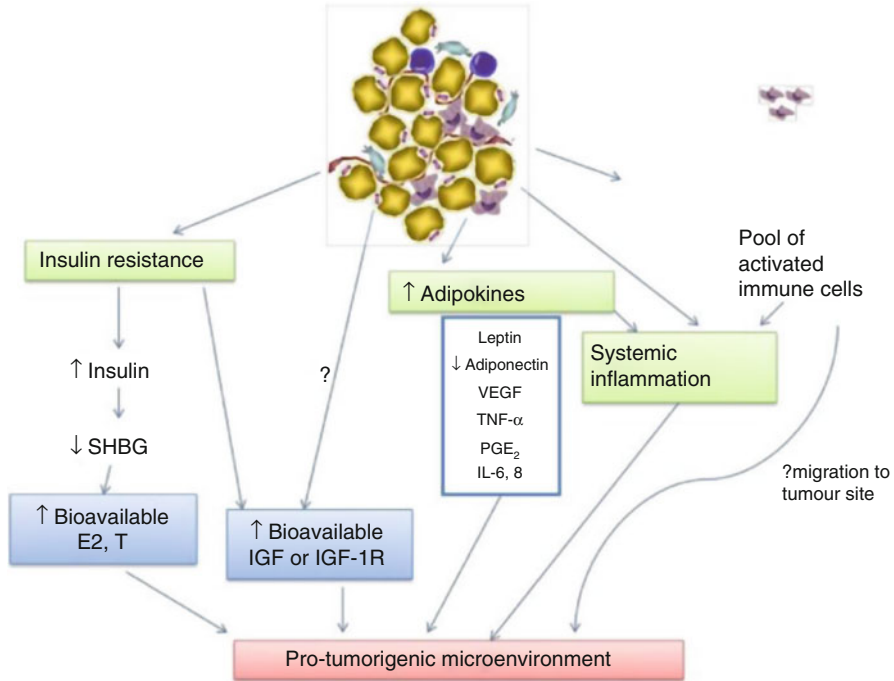 Insulin resistance
↑ Insulin
↓ SHBG
↑ Bioavailable
E2, T
?
↑ Bioavailable
IGF or IGF-1R
↑ Adipokines
Leptin
↓ Adiponectin
VEGF
TNF-α
PGE₂
IL-6, 8
Systemic
inflammation
Pool of
activated
immune cells
?migration to
tumour site
Pro-tumorigenic microenvironment